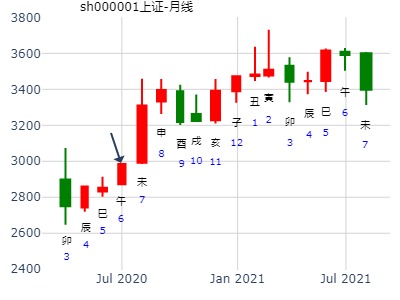 sh000001上证-月线
3800
3600
3400
3200
3000
2800
2600
2400
卯
3
辰
4
巳
5
午
6
未
7
申
8
酉
9
戌
10
亥
11
子
12
丑
1
寅
2
卯
3
辰
4
巳
5
午
6
未
7
Jul 2020
Jan 2021
Jul 2021